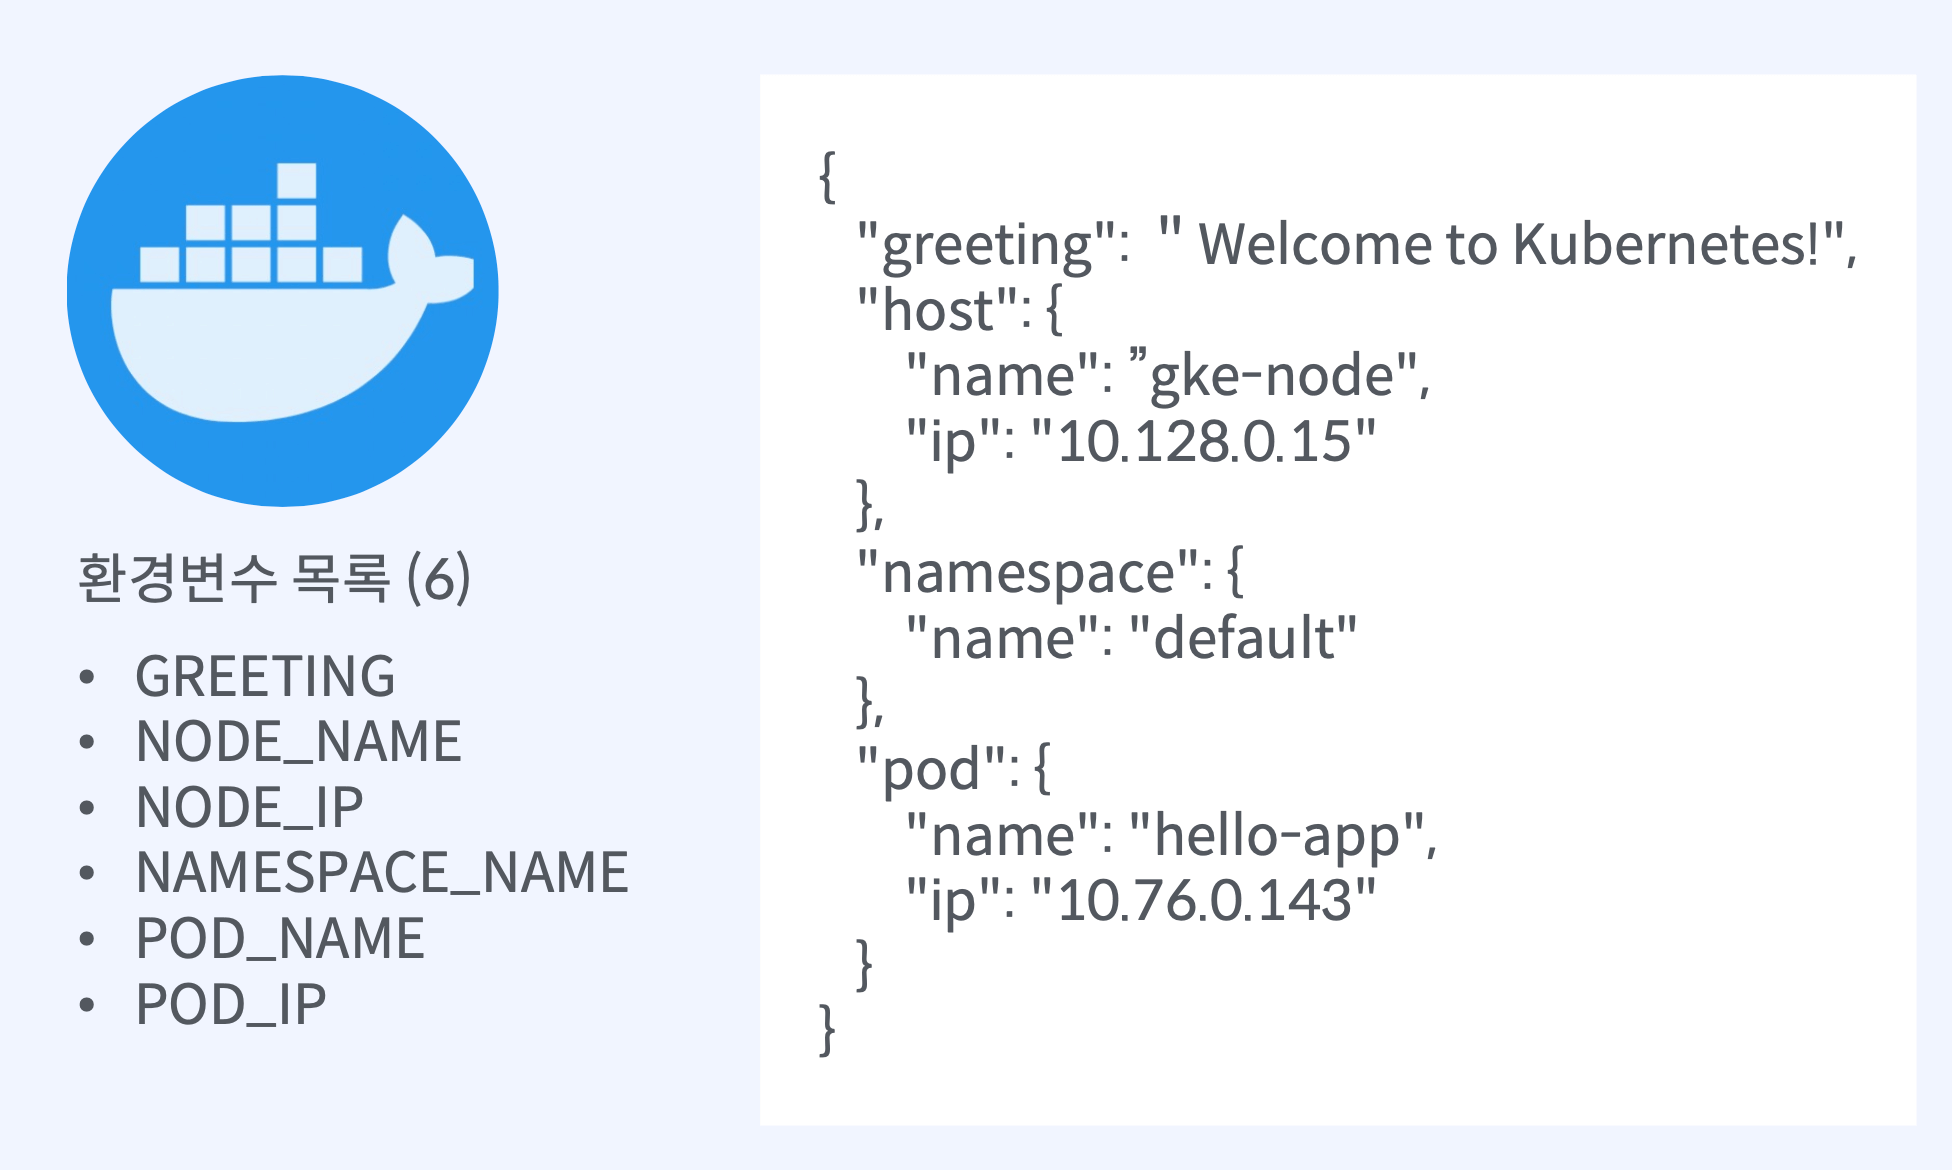 환경변수 목록 (6)
• GREETING
• NODE_NAME
• NODE_IP
• NAMESPACE_NAME
• POD_NAME
• POD_IP
{
"greeting": " Welcome to Kubernetes!",
"host": {
"name": ”gke-node",
"ip": "10.128.0.15"
},
"namespace": {
"name": "default"
},
"pod": {
"name": "hello-app",
"ip": "10.76.0.143"
}
}